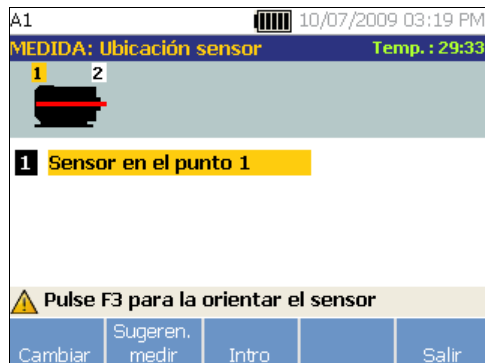 A1 10/07/2009 03:19 PM
MEDIDA: Ubicación sensor Temp. : 29:33
1 2
1 Sensor en el punto 1
Pulse F3 para la orientar el sensor
Cambiar Sugeren. medir Intro Salir